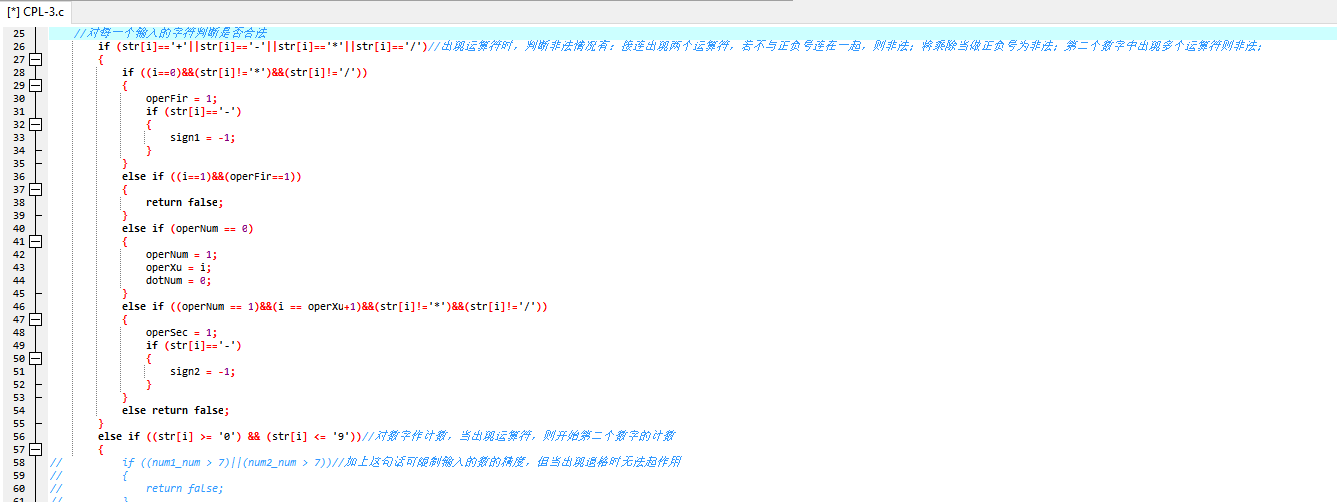 [*] CPL-3.c
25 //对每一个输入的字符判断是否合法
26 if (str[i]=='+'||str[i]=='-'||str[i]=='*'||str[i]=='/')//出现运算符时，判断非法情况有：接连出现两个运算符，若不与正负号连在一起，则非法；将乘除当做正负号为非法；第二个数字中出现多个运算符则非法；
27 {
28 if ((i==0)&&(str[i]!='*')&&(str[i]!='/'))
29 {
30 operFir = 1;
31 if (str[i]=='-')
32 {
33 sign1 = -1;
34 }
35 }
36 else if ((i==1)&&(operFir==1))
37 {
38 return false;
39 }
40 else if (operNum == 0)
41 {
42 operNum = 1;
43 operXu = i;
44 dotNum = 0;
45 }
46 else if ((operNum == 1)&&(i == operXu+1)&&(str[i]!='*')&&(str[i]!='/'))
47 {
48 operSec = 1;
49 if (str[i]=='-')
50 {
51 sign2 = -1;
52 }
53 }
54 else return false;
55 }
56 else if ((str[i] >= '0') && (str[i] <= '9'))//对数字作计数，当出现运算符，则开始第二个数字的计数
57 {
58 // if ((num1_num > 7)||(num2_num > 7))//加上这句话可限制输入的数的精度，但当出现退格时无法起作用
59 // {
60 // return false;
61 // }